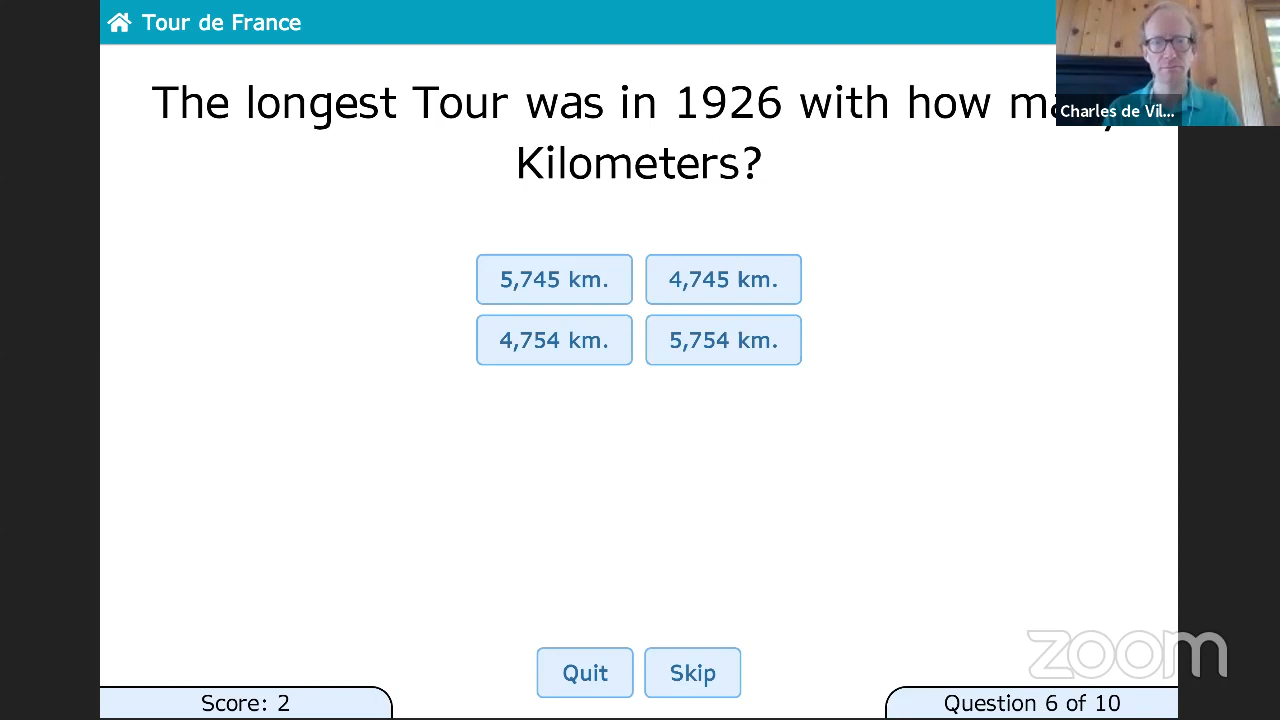 Tour de France
The longest Tour was in 1926 with how
Kilometers?
Charles de Vil...
5,745 km.
4,745 km.
4,754 km.
5,754 km.
Quit
Skip
zoom
Score: 2
Question 6 of 10